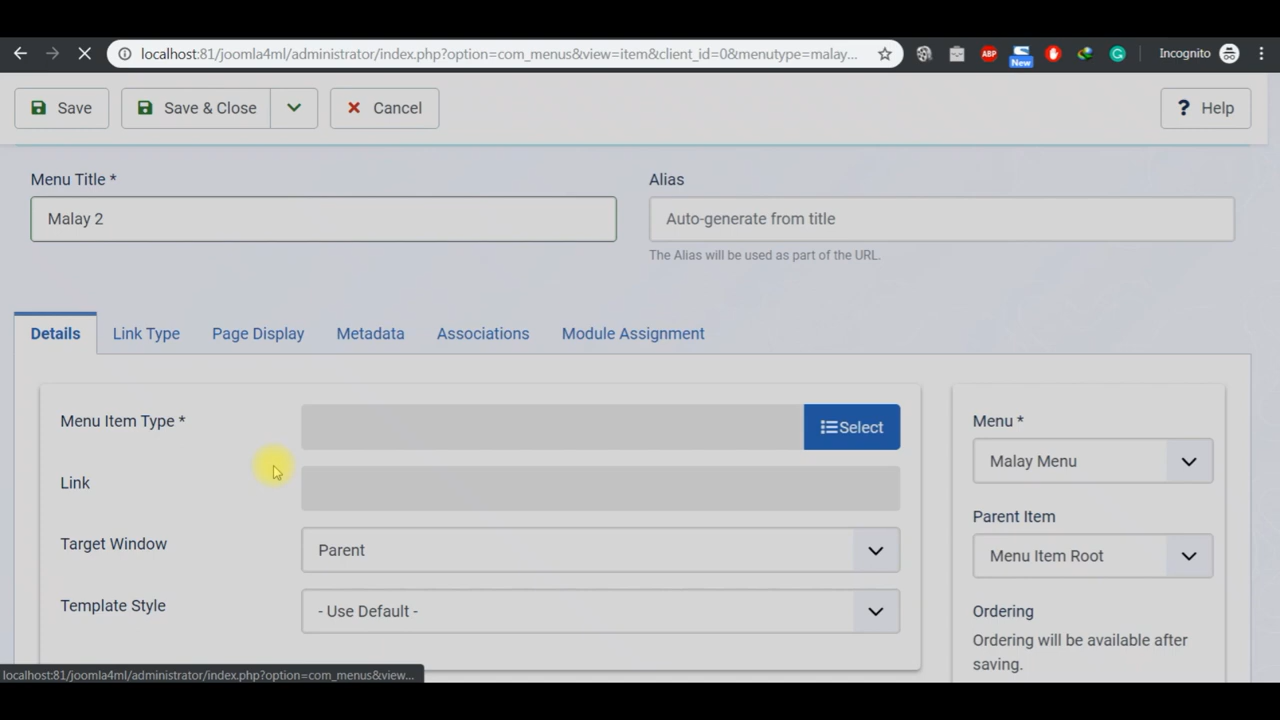 localhost:81/joomla4ml/administrator/index.php?option=com_menus&view=item&client_id=0&menutype=malay...
ABP
New
Incognito
Save
Save & Close
Cancel
? Help
Menu Title *
Alias
Malay 2
Auto-generate from title
The Alias will be used as part of the URL.
Details
Link Type
Page Display
Metadata
Associations
Module Assignment
Menu Item Type *
Select
Menu *
Malay Menu
Link
Parent Item
Target Window
Parent
Menu Item Root
Template Style
- Use Default -
Ordering
Ordering will be available after
saving.
localhost:81/joomla4ml/administrator/index.php?option=com_menus&view...